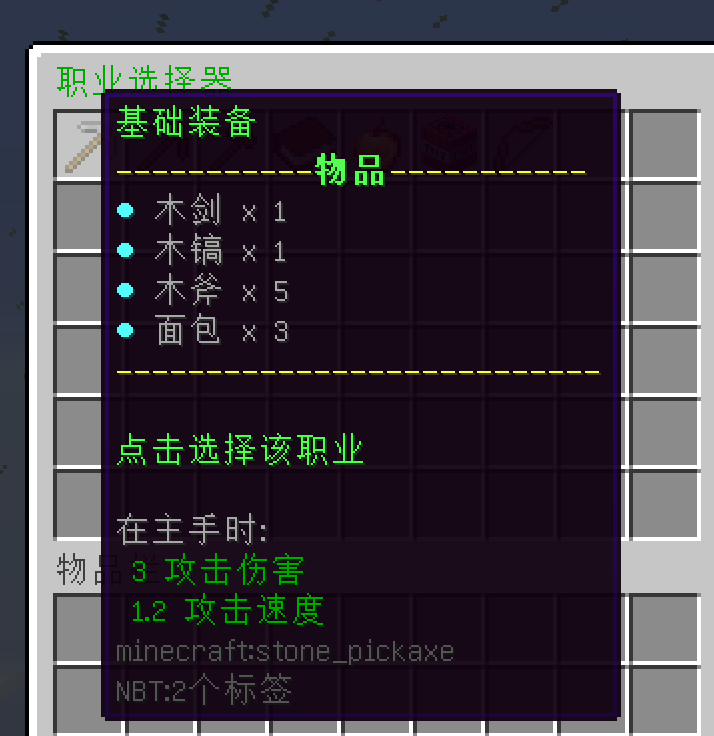 职业选择器
基础装备
-----------物品-----------
● 木剑 x 1
● 木镐 x 1
● 木斧 x 5
● 面包 x 3
---------------------------
点击选择该职业
在主手时:
物品
3 攻击伤害
1.2 攻击速度
minecraft:stone_pickaxe
NBT:2个标签